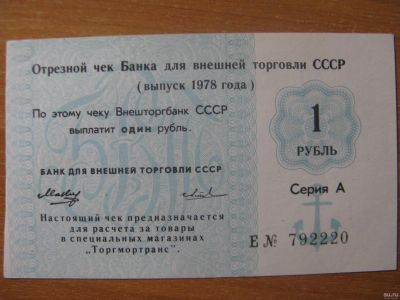 Отрезной чек Банка для внешней торговли СССР
( выпуск 1978 года )
По этому чеку Внешторгбанк СССР
выплатит один рубль.
1
РУБЛЬ
БАНК ДЛЯ ВНЕШНЕЙ ТОРГОВЛИ СССР
Серия А
Настоящий чек предназначается
для расчета за товары
в специальных магазинах
„Торгмортранс".
Е № 792220